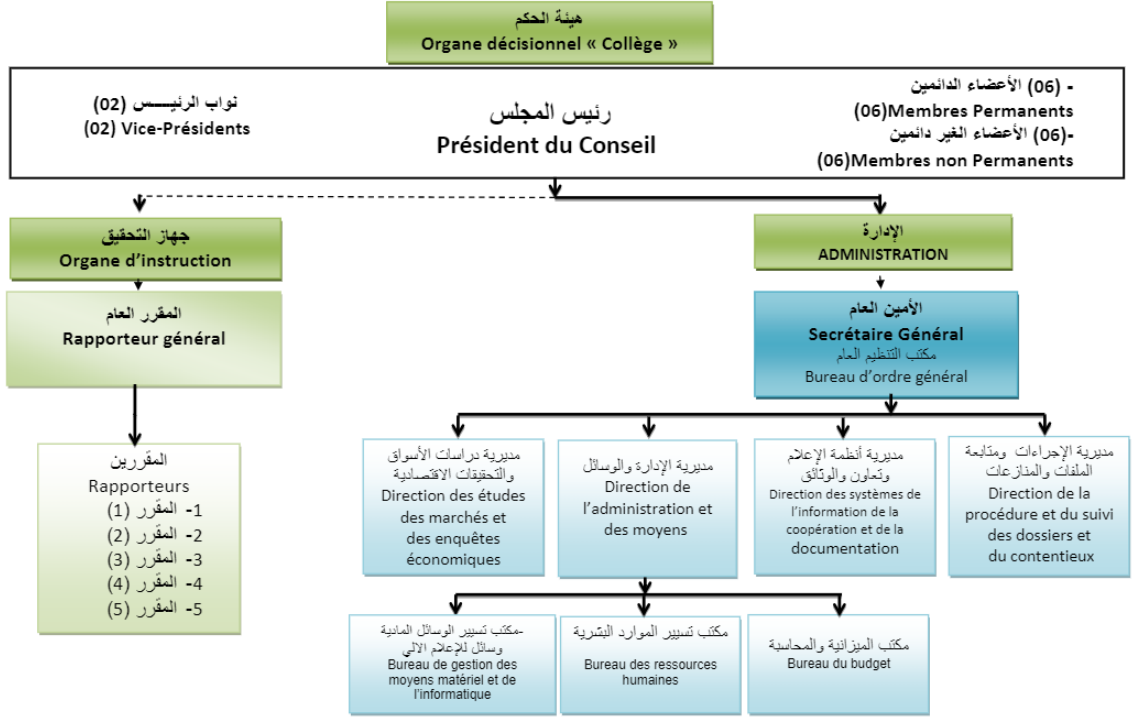 هيئة الحكم
Organe décisionnel « Collège »
نواب الرئيـــــس (02)
(02) Vice-Présidents
رئيس المجلس
Président du Conseil
- (06) الأعضاء الدائمين
(06)Membres Permanents
-(06) الأعضاء الغير دائمين
(06)Membres non Permanents
جهاز التحقيق
Organe d’instruction
الإدارة
ADMINISTRATION
المقرر العام
Rapporteur général
الأمين العام
Secrétaire Général
مكتب التنظيم العام
Bureau d’ordre général
المقررين
Rapporteurs
1- المقرر (1)
2- المقرر (2)
3- المقرر (3)
4- المقرر (4)
5- المقرر (5)
مديرية دراسات الأسواق
والتحقيقات الاقتصادية
Direction des études
des marchés et
des enquêtes
économiques
مديرية الإدارة والوسائل
Direction de
l’administration et
des moyens
مديرية أنظمة الإعلام
وتعاون والوثائق
Direction des systèmes de
l’information de la
coopération et de la
documentation
مديرية الإجراءات ومتابعة
الملفات والمنازعات
Direction de la
procédure et du suivi
des dossiers et
du contentieux
-مكتب تسيير الوسائل المادية
وسائل للإعلام الالي
Bureau de gestion des
moyens matériel et de
l’informatique
مكتب تسيير الموارد البشرية
Bureau des ressources
humaines
مكتب الميزانية والمحاسبة
Bureau du budget